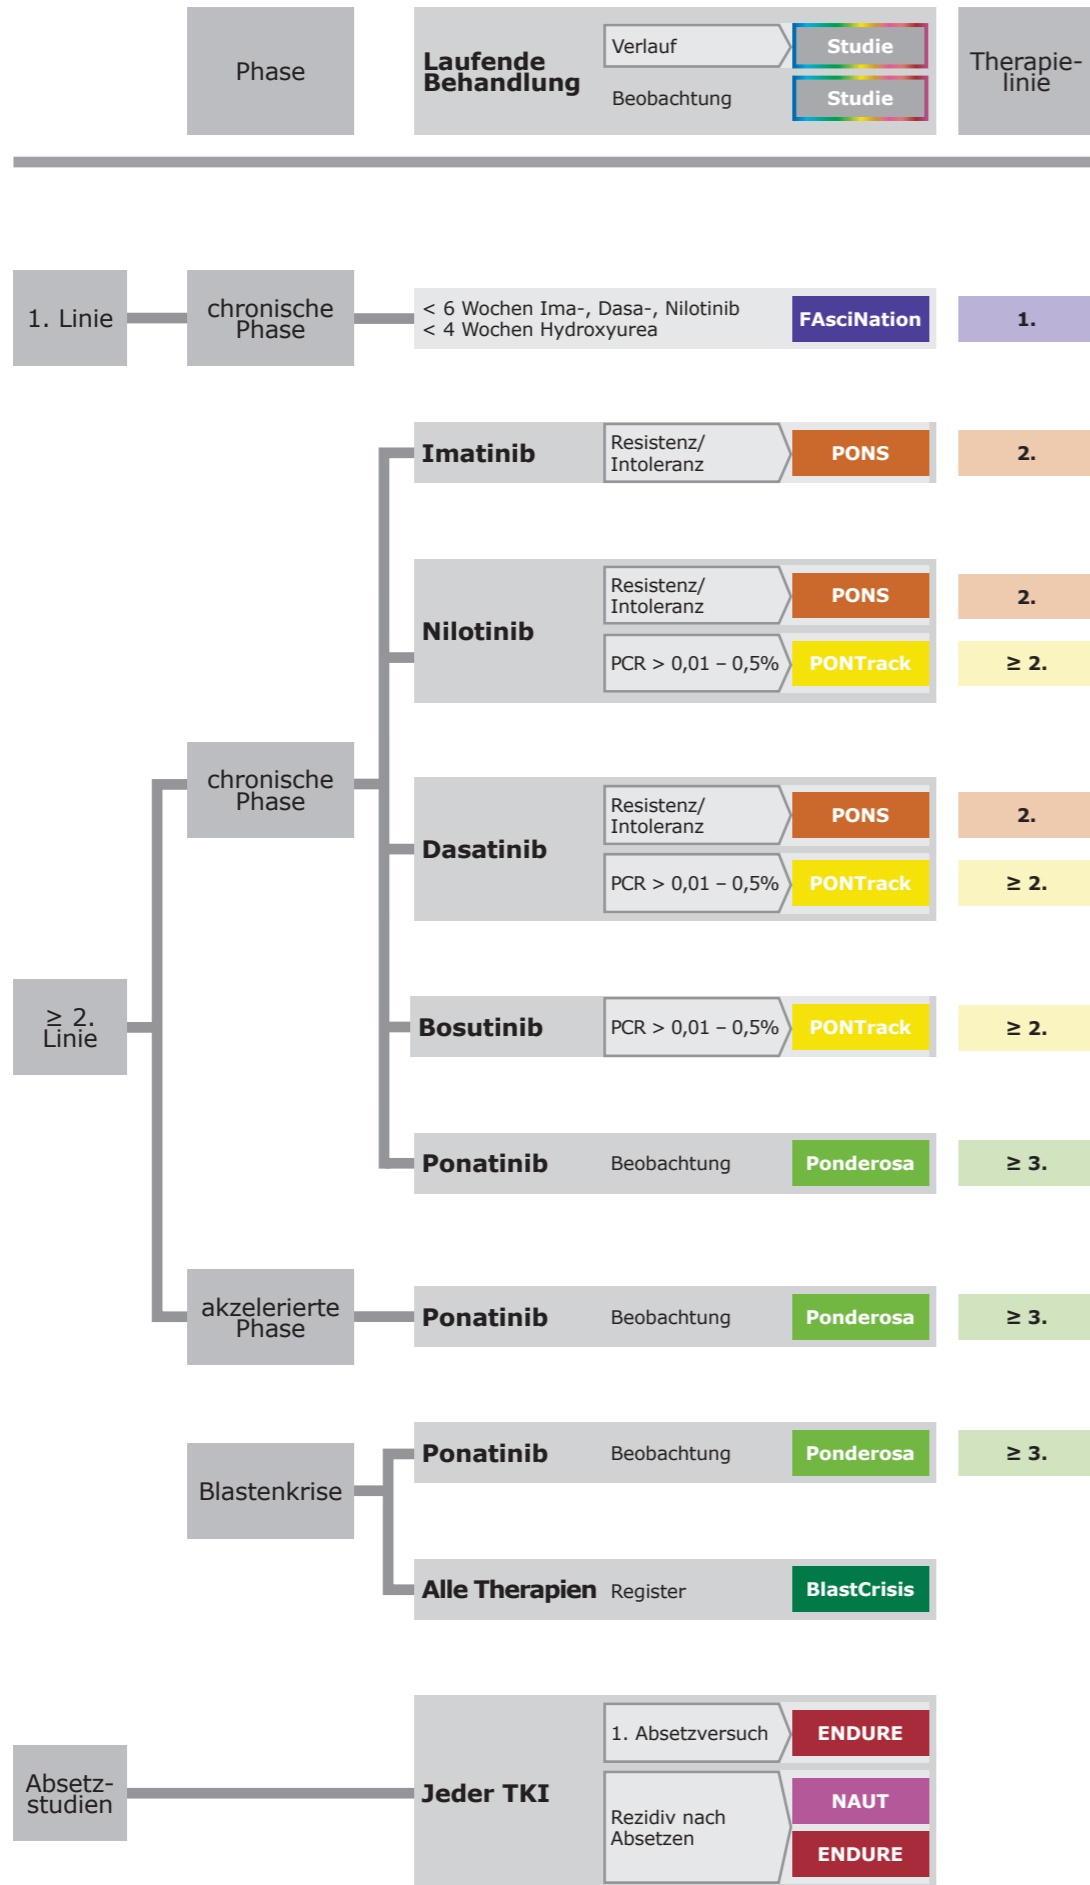 Phase
Laufende
Behandlung
Verlauf
Studie
Beobachtung
Studie
Therapie-
linie
1. Linie
chronische
Phase
< 6 Wochen Ima-, Dasa-, Nilotinib
< 4 Wochen Hydroxyurea
FAsciNation
1.
Imatinib
Resistenz/
Intoleranz
PONS
2.
Nilotinib
Resistenz/
Intoleranz
PONS
2.
PCR > 0,01 – 0,5%
PONTrack
≥ 2.
chronische
Phase
Dasatinib
Resistenz/
Intoleranz
PONS
2.
PCR > 0,01 – 0,5%
PONTrack
≥ 2.
≥ 2.
Linie
Bosutinib
PCR > 0,01 – 0,5%
PONTrack
≥ 2.
Ponatinib
Beobachtung
Ponderosa
≥ 3.
akzelerierte
Phase
Ponatinib
Beobachtung
Ponderosa
≥ 3.
Blastenkrise
Ponatinib
Beobachtung
Ponderosa
≥ 3.
Alle Therapien
Register
BlastCrisis
Absetz-
studien
Jeder TKI
1. Absetzversuch
ENDURE
Rezidiv nach
Absetzen
NAUT
ENDURE